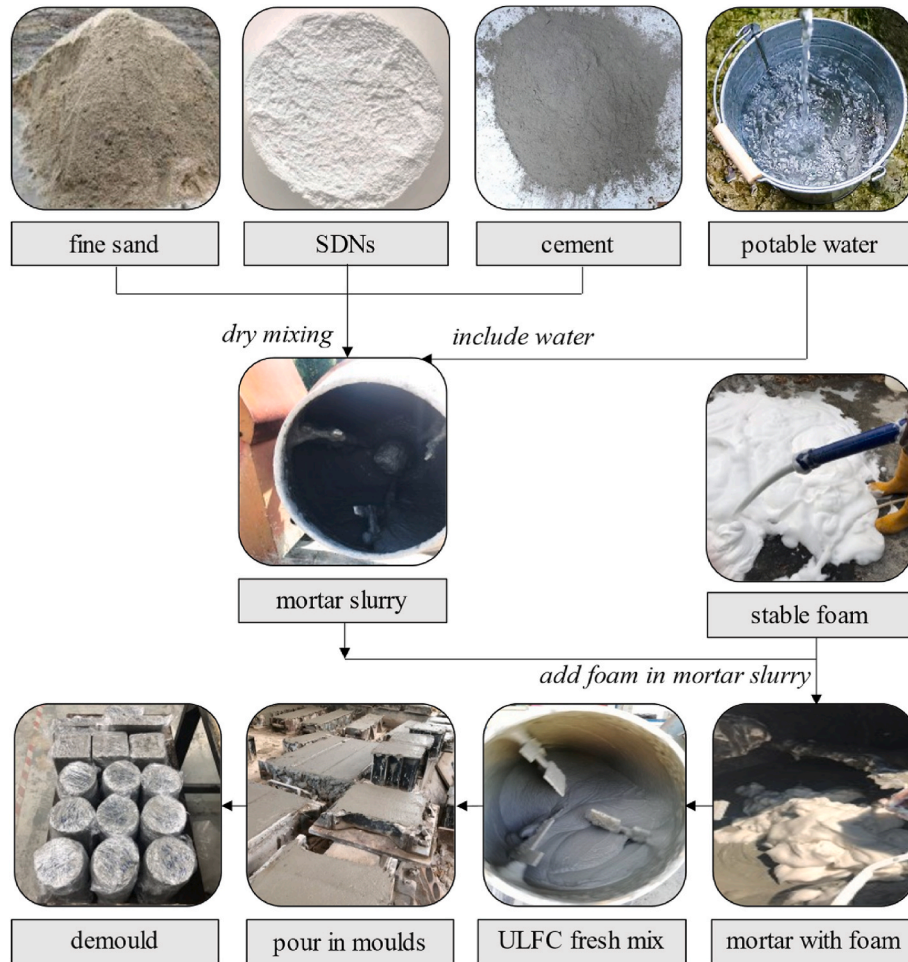 fine sand
SDNs
cement
potable water
dry mixing
include water
mortar slurry
stable foam
add foam in mortar slurry
demould
pour in moulds
ULFC fresh mix
mortar with foam